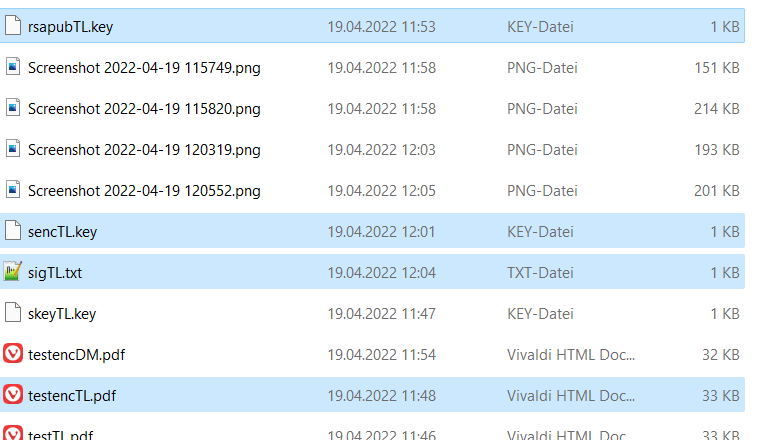 rsapubTL.key 19.04.2022 11:53 KEY-Datei 1 KB
Screenshot 2022-04-19 115749.png 19.04.2022 11:58 PNG-Datei 151 KB
Screenshot 2022-04-19 115820.png 19.04.2022 11:58 PNG-Datei 214 KB
Screenshot 2022-04-19 120319.png 19.04.2022 12:03 PNG-Datei 193 KB
Screenshot 2022-04-19 120552.png 19.04.2022 12:05 PNG-Datei 201 KB
sencTL.key 19.04.2022 12:01 KEY-Datei 1 KB
sigTL.txt 19.04.2022 12:04 TXT-Datei 1 KB
skeyTL.key 19.04.2022 11:47 KEY-Datei 1 KB
testencDM.pdf 19.04.2022 11:54 Vivaldi HTML Doc... 32 KB
testencTL.pdf 19.04.2022 11:48 Vivaldi HTML Doc... 33 KB
testTL.pdf 19.04.2022 11:46 Vivaldi HTML Doc... 33 KB